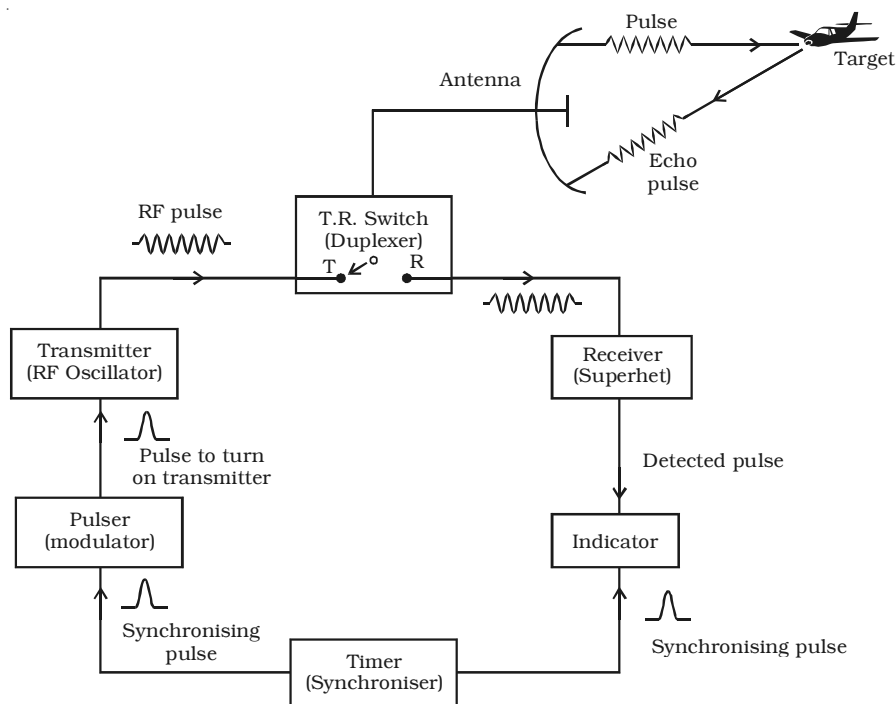 Pulse
Target
Antenna
Echo
pulse
RF pulse
T.R. Switch
(Duplexer)
T
R
Transmitter
(RF Oscillator)
Receiver
(Superhet)
Pulse to turn
on transmitter
Detected pulse
Pulser
(modulator)
Indicator
Synchronising
pulse
Synchronising pulse
Timer
(Synchroniser)